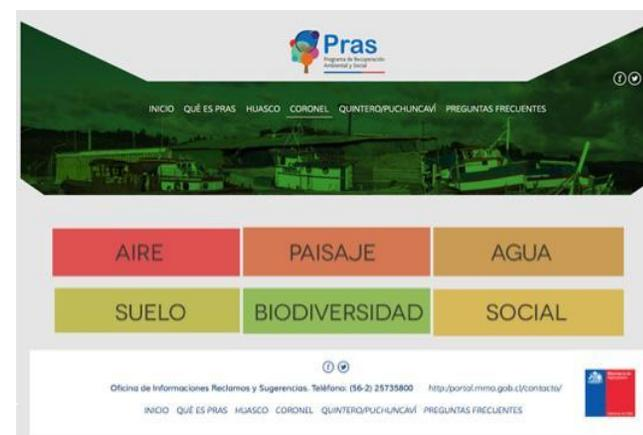 Pras
Programa de Recuperación
Ambiental y Social
INICIO QUÉ ES PRAS HUASCO CORONEL QUINTERO/PUCHUNCAVÍ PREGUNTAS FRECUENTES
AIRE PAISAJE AGUA
SUELO BIODIVERSIDAD SOCIAL
Oficina de Informaciones Reclamos y Sugerencias. Teléfono: (56-2) 25735800 http:/portal.mma.gob.cl/contacto/
INICIO QUÉ ES PRAS HUASCO CORONEL QUINTERO/PUCHUNCAVÍ PREGUNTAS FRECUENTES